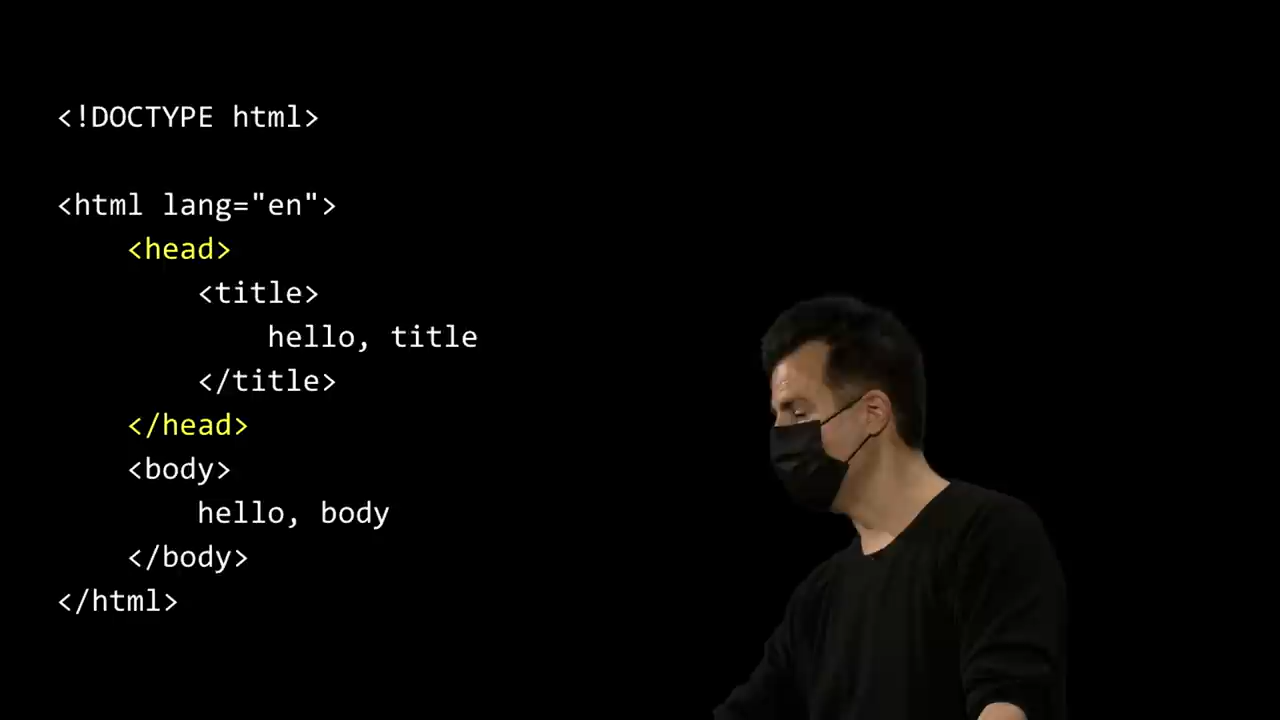 <!DOCTYPE html>
<html lang="en">
<head>
<title>
hello, title
</title>
</head>
<body>
hello, body
</body>
</html>